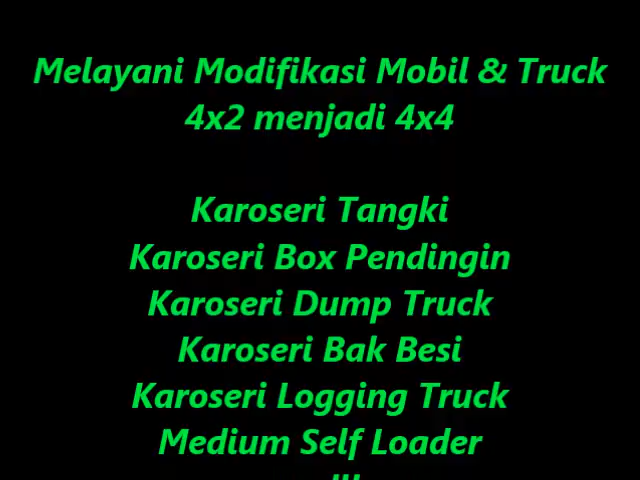 Melayani Modifikasi Mobil & Truck
4x2 menjadi 4x4
Karoseri Tangki
Karoseri Box Pendingin
Karoseri Dump Truck
Karoseri Bak Besi
Karoseri Logging Truck
Medium Self Loader